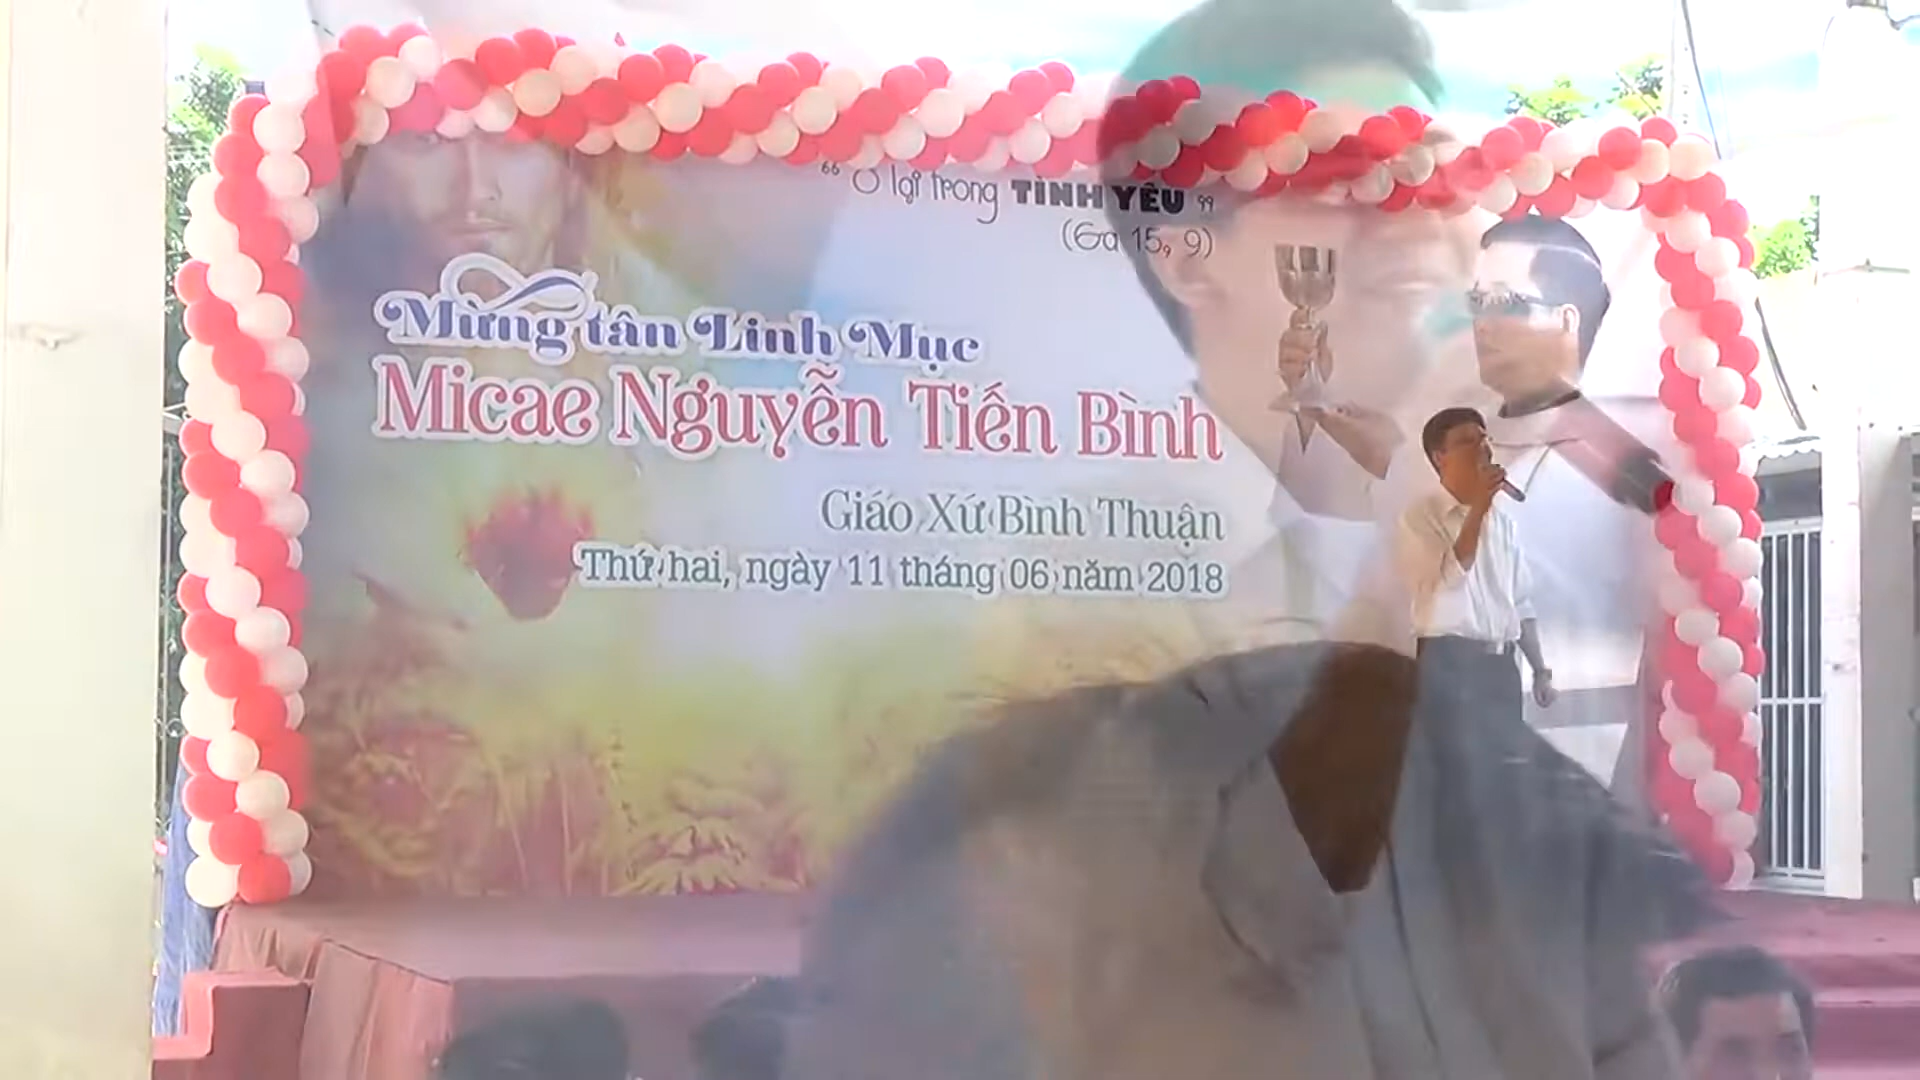 “ Ở lại trong TÌNH YÊU ”
(Ga 15, 9)
Mừng tân Linh Mục
Micae Nguyễn Tiến Bình
Giáo Xứ Bình Thuận
Thứ hai, ngày 11 tháng 06 năm 2018